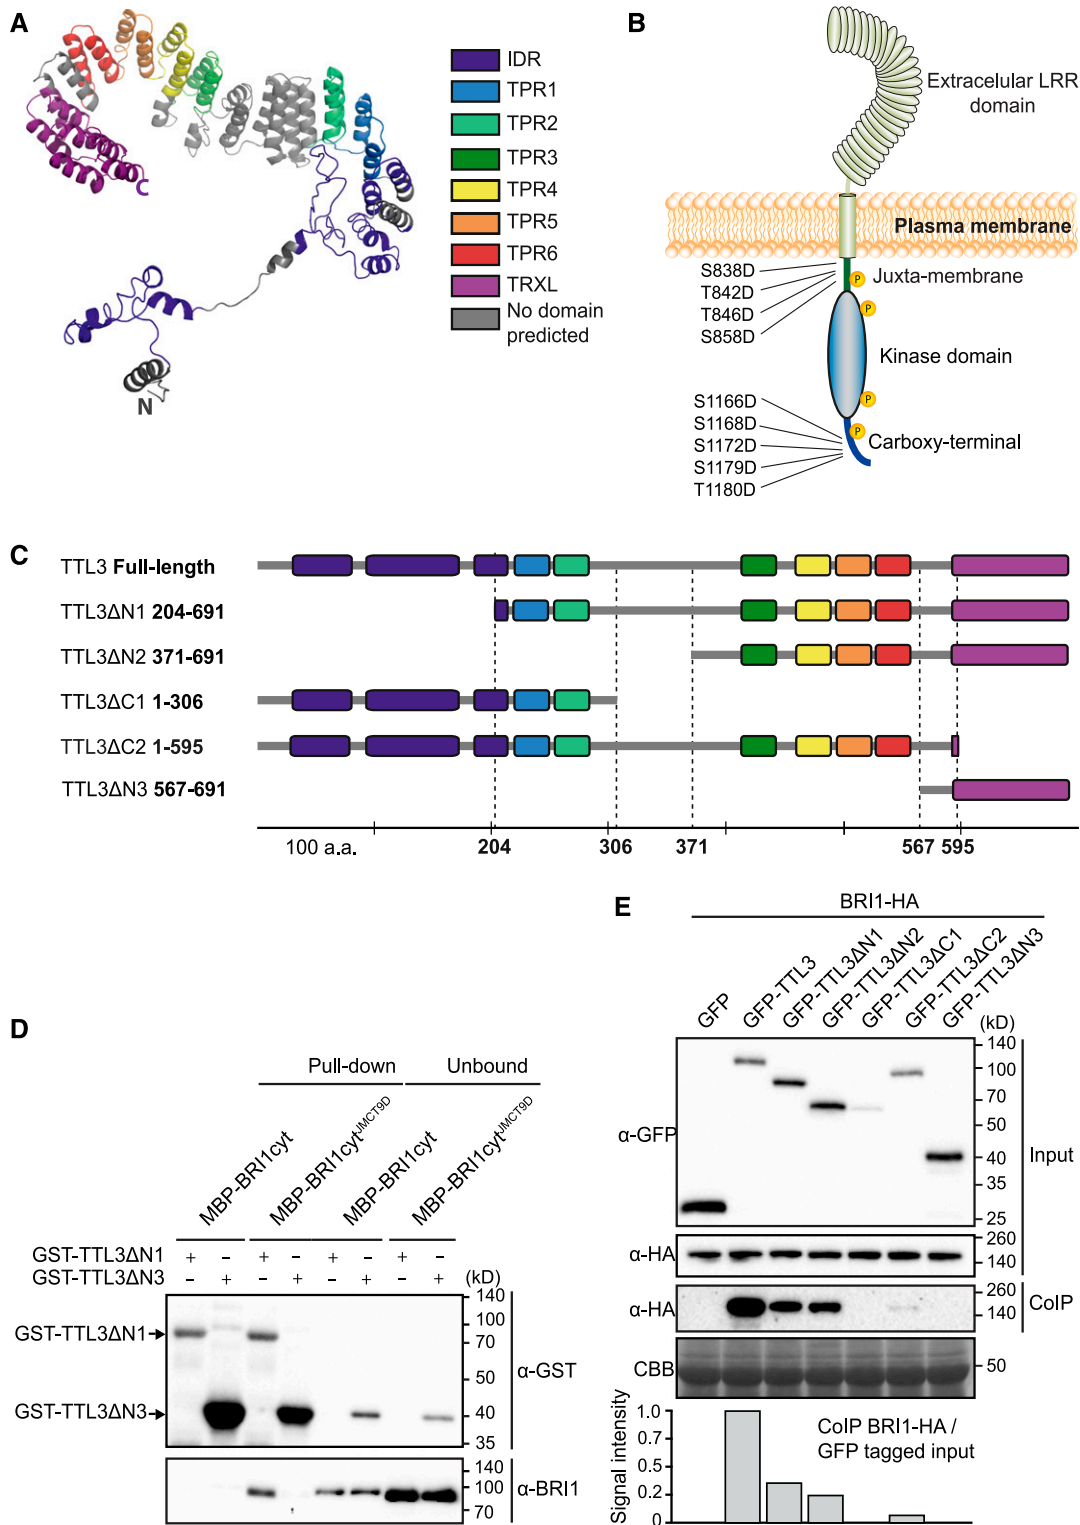 A
IDR
TPR1
TPR2
TPR3
TPR4
TPR5
TPR6
TRXL
No domain
predicted
C
N
B
Extracelular LRR
domain
Plasma membrane
S838D
T842D
T846D
S858D
P
Juxta-membrane
P
Kinase domain
P
S1166D
S1168D
S1172D
S1179D
T1180D
P
Carboxy-terminal
C
TTL3 Full-length
TTL3ΔN1 204-691
TTL3ΔN2 371-691
TTL3ΔC1 1-306
TTL3ΔC2 1-595
TTL3ΔN3 567-691
100 a.a.
204
306
371
567
595
D
Pull-down
Unbound
MBP-BRI1cyt
MBP-BRI1cyt^JMCT9D
MBP-BRI1cyt
MBP-BRI1cyt^JMCT9D
GST-TTL3ΔN1 + – + – + – + –
GST-TTL3ΔN3 – + – + – + – + (kD)
140
100
GST-TTL3ΔN1
70
50
α-GST
GST-TTL3ΔN3
40
35
140
100
α-BRI1
70
E
BRI1-HA
GFP
GFP-TTL3
GFP-TTL3ΔN1
GFP-TTL3ΔN2
GFP-TTL3ΔC1
GFP-TTL3ΔC2
GFP-TTL3ΔN3
(kD)
140
100
70
50
α-GFP
40
Input
35
25
α-HA
260
140
α-HA
260
140
CoIP
CBB
50
Signal intensity
1.0
0.5
0.2
0
CoIP BRI1-HA /
GFP tagged input